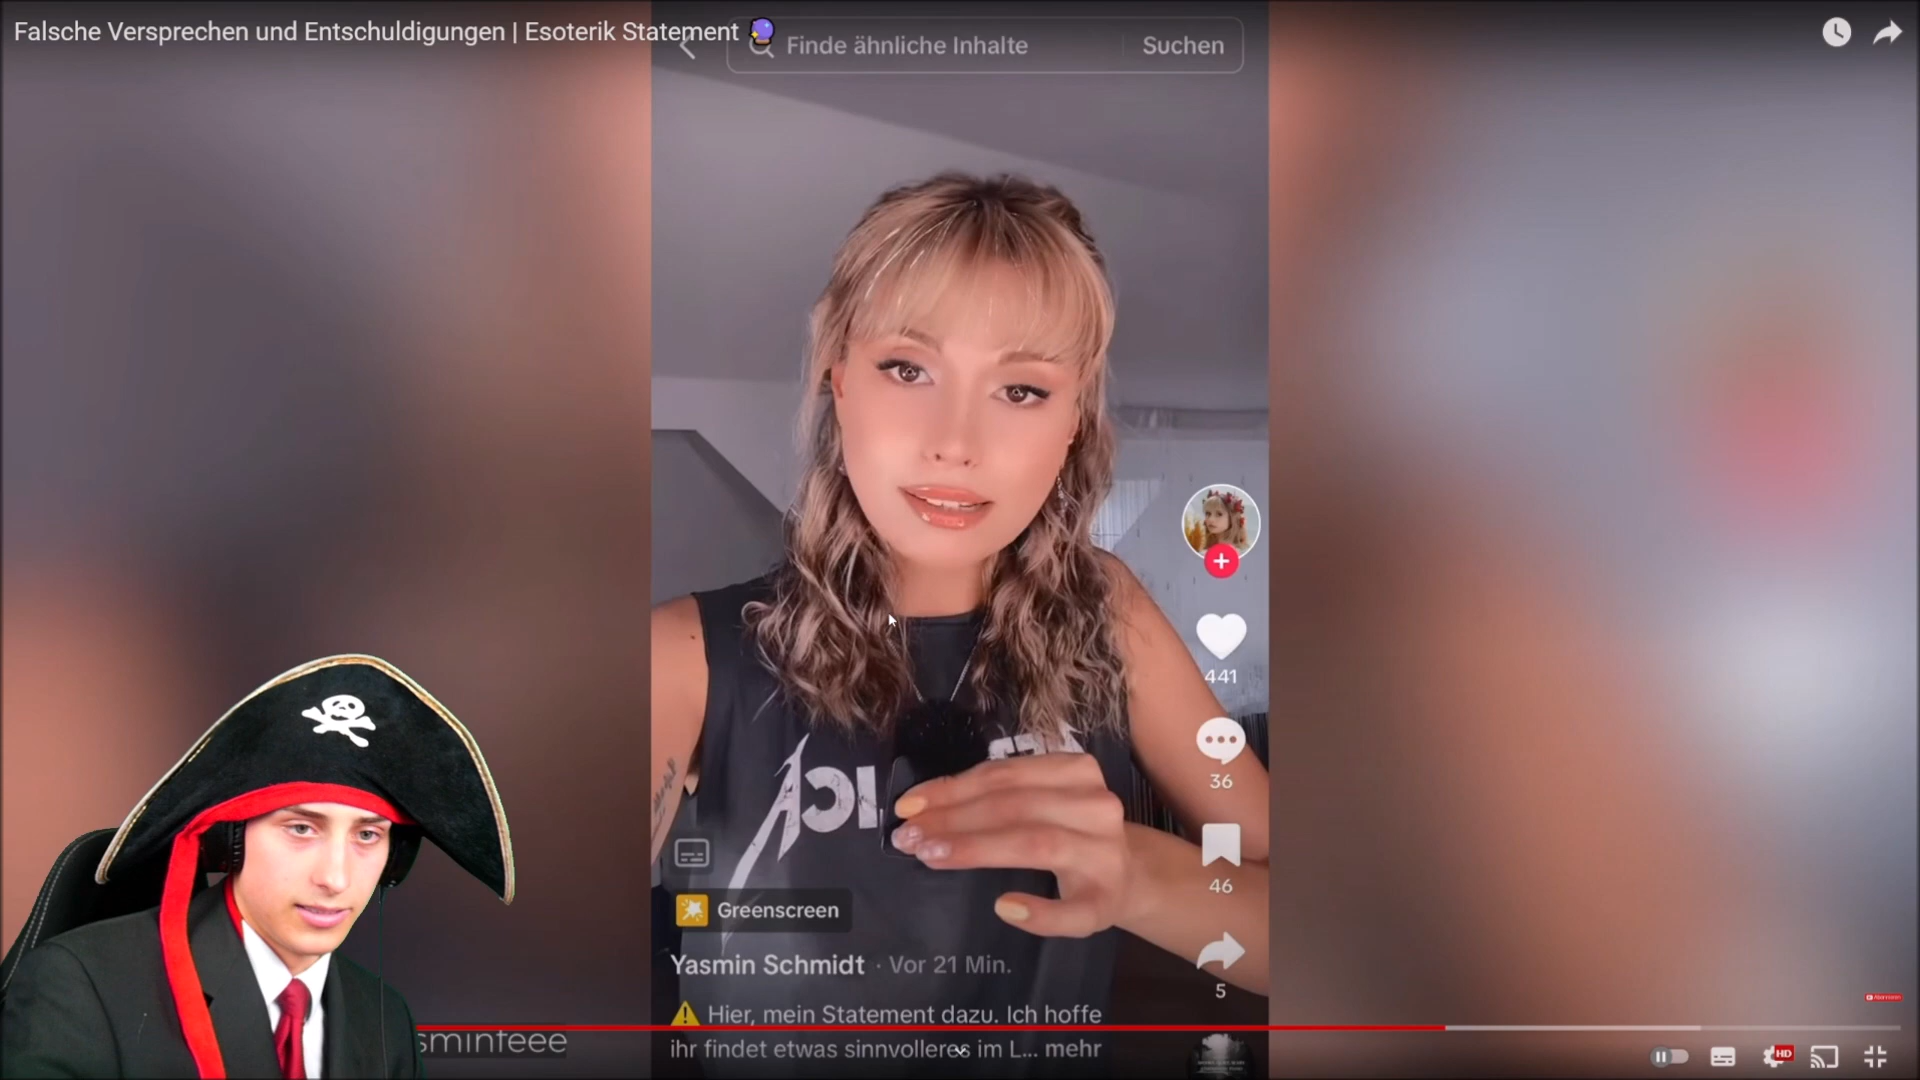 Falsche Versprechen und Entschuldigungen | Esoterik Statement
Finde ähnliche Inhalte
Suchen
441
36
46
5
Greenscreen
Yasmin Schmidt · Vor 21 Min.
Hier, mein Statement dazu. Ich hoffe
ihr findet etwas sinnvolleres im L... mehr
sminteee
HD